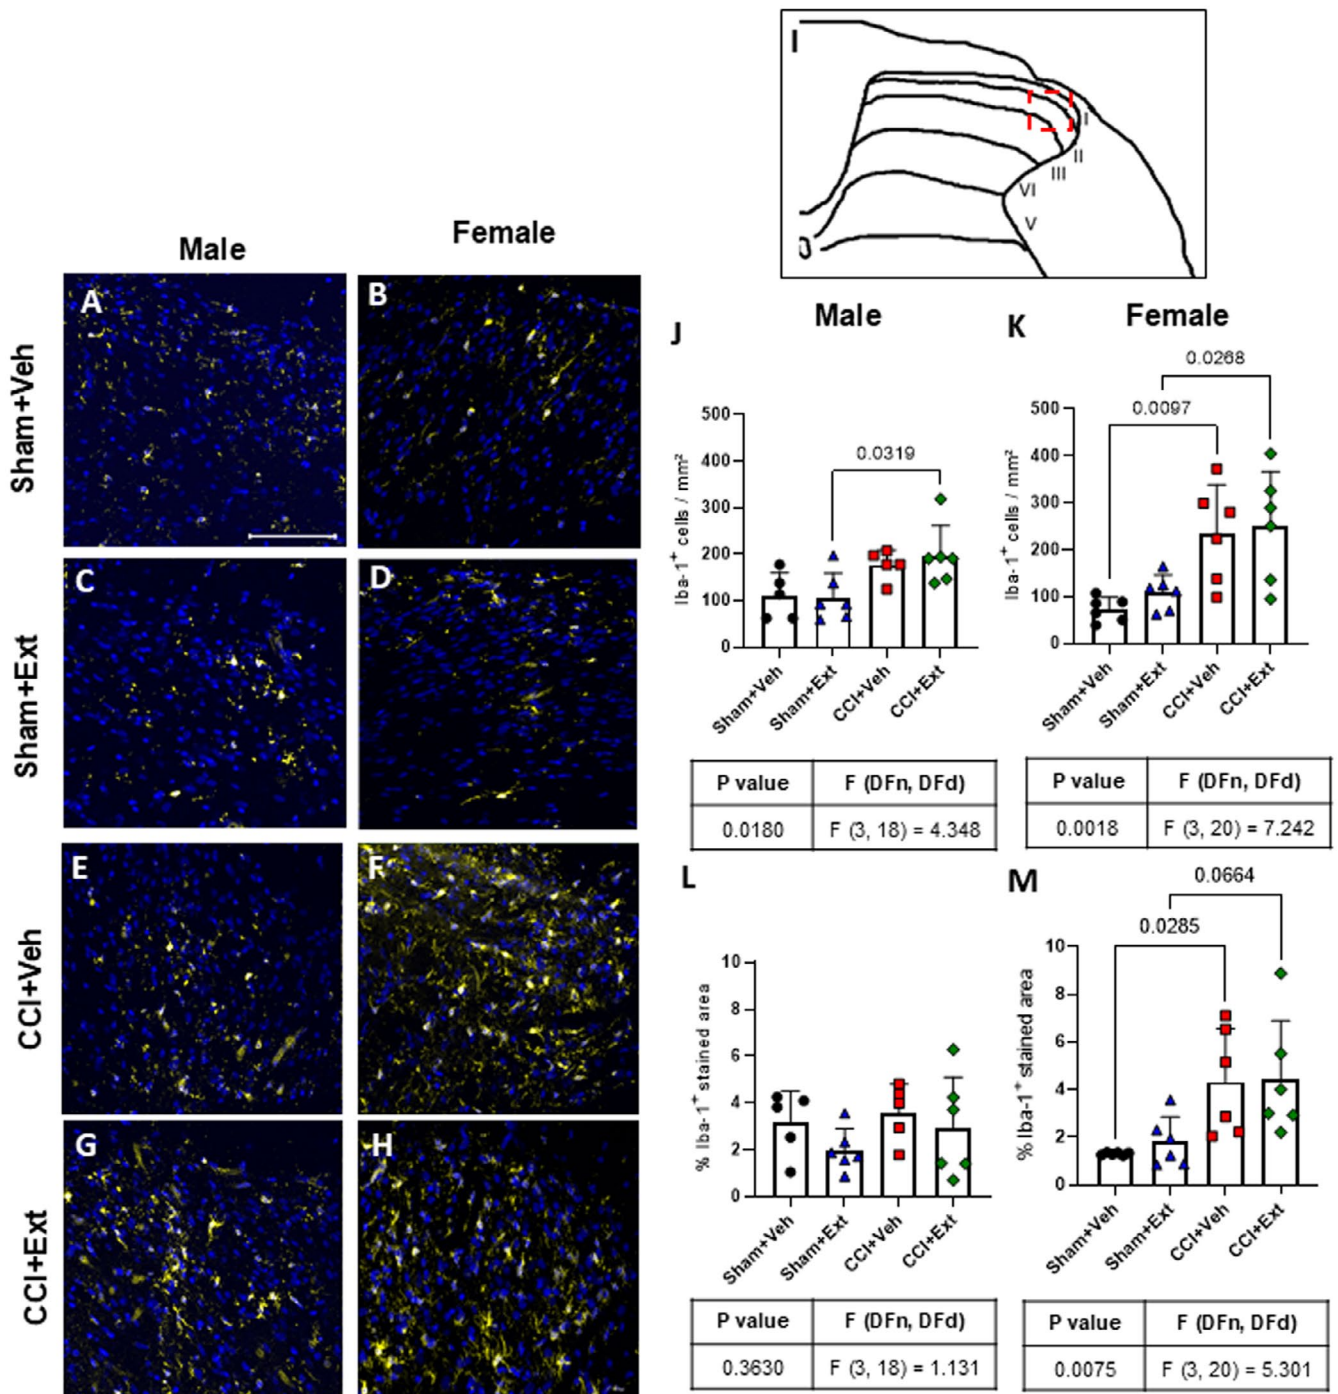 I
I
II
III
VI
V
Male
Female
Sham+Veh
A
B
Sham+Ext
C
D
CCI+Veh
E
F
CCI+Ext
G
H
J
Male
Iba-1⁺ cells / mm²
500
400
300
200
100
0
0.0319
Sham+Veh
Sham+Ext
CCI+Veh
CCI+Ext
P value F (DFn, DFd)
0.0180 F (3, 18) = 4.348
K
Female
Iba-1⁺ cells / mm²
500
400
300
200
100
0
0.0268
0.0097
Sham+Veh
Sham+Ext
CCI+Veh
CCI+Ext
P value F (DFn, DFd)
0.0018 F (3, 20) = 7.242
L
% Iba-1⁺ stained area
10
8
6
4
2
0
Sham+Veh
Sham+Ext
CCI+Veh
CCI+Ext
P value F (DFn, DFd)
0.3630 F (3, 18) = 1.131
M
% Iba-1⁺ stained area
10
8
6
4
2
0
0.0664
0.0285
Sham+Veh
Sham+Ext
CCI+Veh
CCI+Ext
P value F (DFn, DFd)
0.0075 F (3, 20) = 5.301